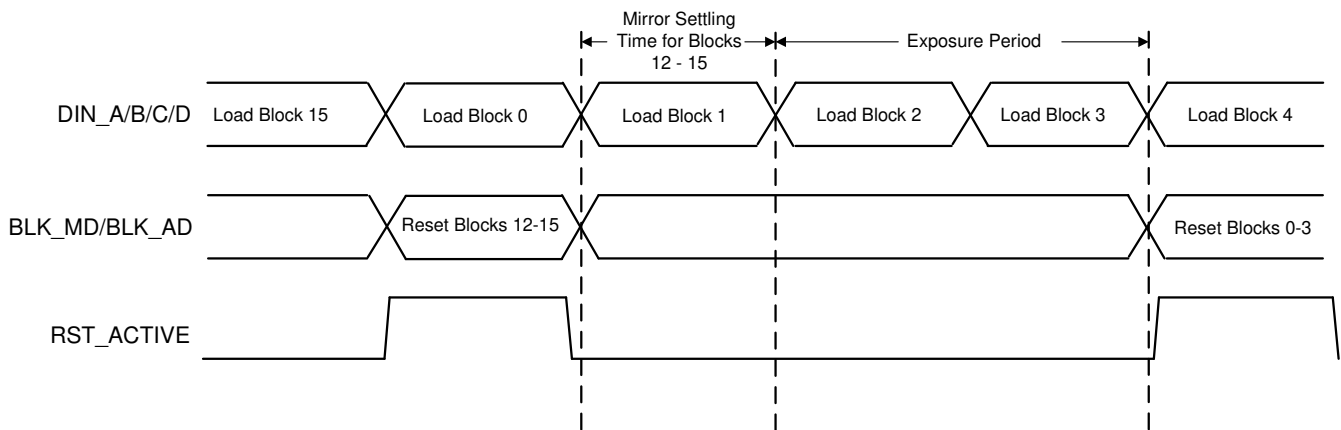 Mirror Settling
Time for Blocks
12 - 15
Exposure Period
DIN_A/B/C/D
Load Block 15
Load Block 0
Load Block 1
Load Block 2
Load Block 3
Load Block 4
BLK_MD/BLK_AD
Reset Blocks 12-15
Reset Blocks 0-3
RST_ACTIVE